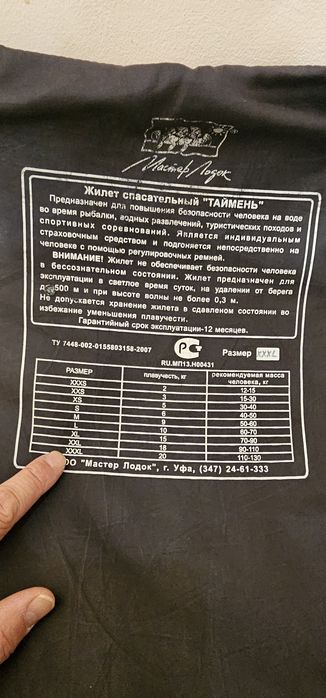 Мастер Лодок
Жилет спасательный "ТАЙМЕНЬ"
Предназначен для повышения безопасности человека на воде
во время рыбалки, водных развлечений, туристических походов и
спортивных соревнований. Является индивидуальным
страховочным средством и подгоняется непосредственно на
человеке с помощью регулировочных ремней.
ВНИМАНИЕ! Жилет не обеспечивает безопасность человека
в бессознательном состоянии. Жилет предназначен для
эксплуатации в светлое время суток, на удалении от берега
до 500 м и при высоте волны не более 0,3 м.
Не допускается хранение жилета в сдавленном состоянии во
избежание уменьшения плавучести.
Гарантийный срок эксплуатации-12 месяцев.
ТУ 7448-002-0155803158-2007
RU.МП13.Н00431
Размер XXXL
РАЗМЕР плавучесть, кг рекомендуемая масса
человека, кг
XXXS 2 12-15
XXS 3 15-30
XS 5 30-40
S 6 40-50
M 9 50-60
L 10 60-70
XL 15 70-90
XXL 18 90-110
XXXL 20 110-130
ОО "Мастер Лодок", г. Уфа, (347) 24-61-333